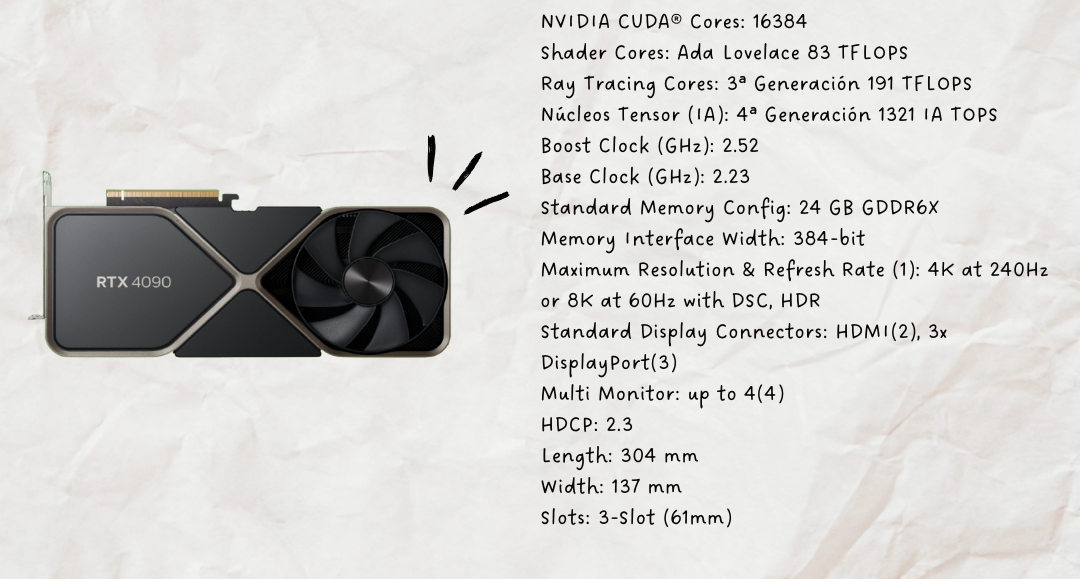 RTX 4090
NVIDIA CUDA® Cores: 16384
Shader Cores: Ada Lovelace 83 TFLOPS
Ray Tracing Cores: 3ª Generación 191 TFLOPS
Núcleos Tensor (IA): 4ª Generación 1321 IA TOPS
Boost Clock (GHz): 2.52
Base Clock (GHz): 2.23
Standard Memory Config: 24 GB GDDR6X
Memory Interface Width: 384-bit
Maximum Resolution & Refresh Rate (1): 4K at 240Hz
or 8K at 60Hz with DSC, HDR
Standard Display Connectors: HDMI(2), 3x
DisplayPort(3)
Multi Monitor: up to 4(4)
HDCP: 2.3
Length: 304 mm
Width: 137 mm
Slots: 3-Slot (61mm)